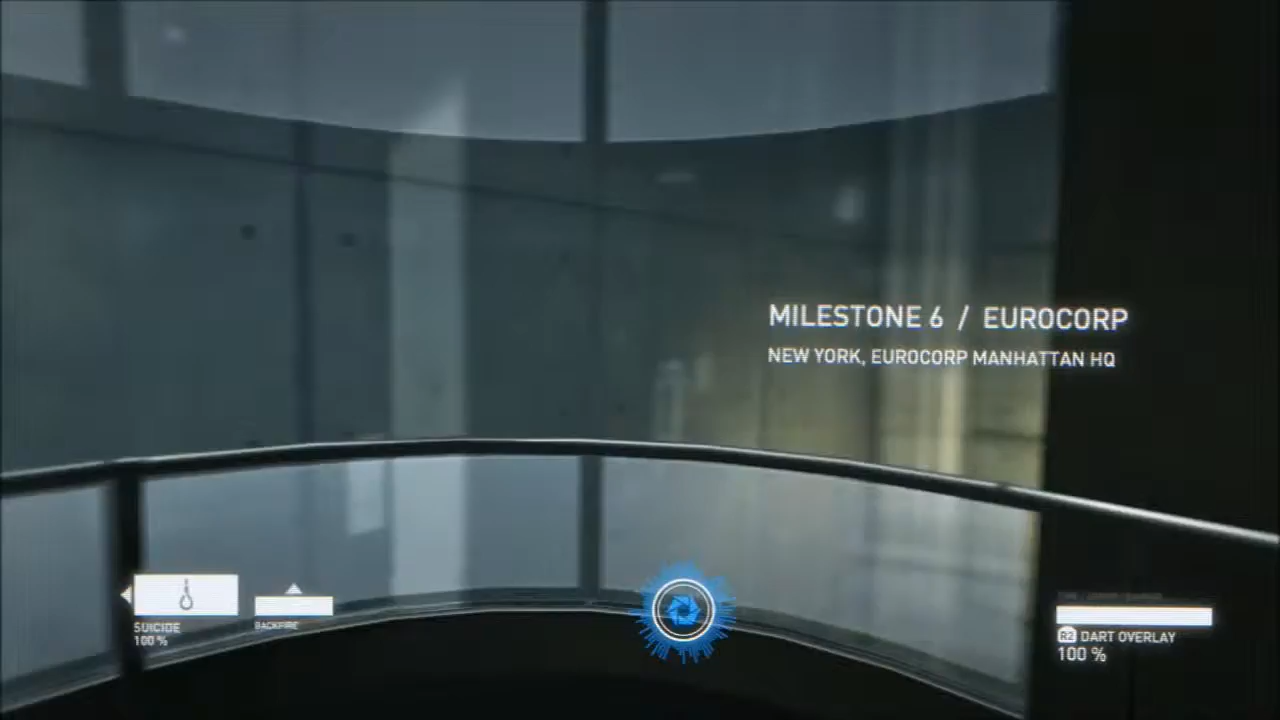 MILESTONE 6 / EUROCORP
NEW YORK, EUROCORP MANHATTAN HQ
SUICIDE
100 %
BACKFIRE
R2 DART OVERLAY
100 %